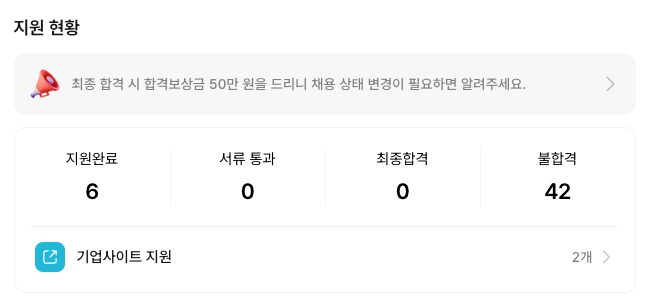 지원 현황
최종 합격 시 합격보상금 50만 원을 드리니 채용 상태 변경이 필요하면 알려주세요.
지원완료 서류 통과 최종합격 불합격
6 0 0 42
기업사이트 지원 2개